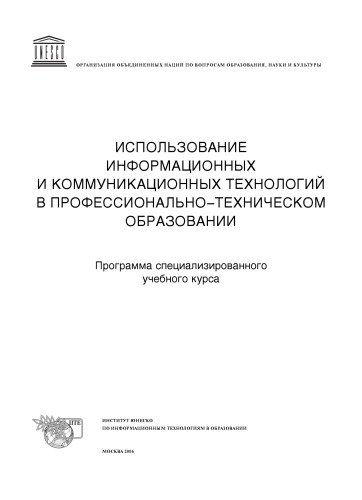 UNESCO
ОРГАНИЗАЦИЯ ОБЪЕДИНЕННЫХ НАЦИЙ ПО ВОПРОСАМ ОБРАЗОВАНИЯ, НАУКИ И КУЛЬТУРЫ
ИСПОЛЬЗОВАНИЕ
ИНФОРМАЦИОННЫХ
И КОММУНИКАЦИОННЫХ ТЕХНОЛОГИЙ
В ПРОФЕССИОНАЛЬНО–ТЕХНИЧЕСКОМ
ОБРАЗОВАНИИ
Программа специализированного
учебного курса
IITE
ИНСТИТУТ ЮНЕСКО
ПО ИНФОРМАЦИОННЫМ ТЕХНОЛОГИЯМ В ОБРАЗОВАНИИ
МОСКВА 2004